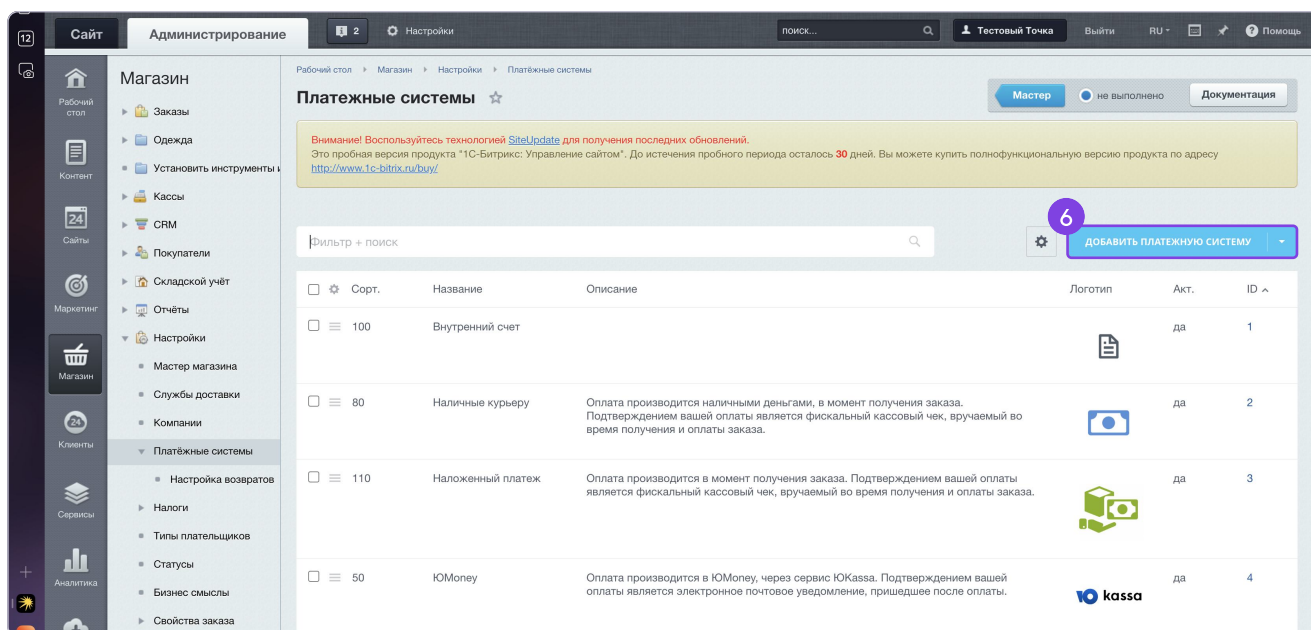 12
Сайт
Администрирование
2
Настройки
поиск...
Тестовый Точка
Выйти
RU
Помощь
Рабочий
стол
Контент
24
Сайты
Маркетинг
Магазин
24
Клиенты
Сервисы
Аналитика
Магазин
Заказы
Одежда
Установить инструменты
Кассы
CRM
Покупатели
Складской учёт
Отчёты
Настройки
Мастер магазина
Службы доставки
Компании
Платёжные системы
Настройка возвратов
Налоги
Типы плательщиков
Статусы
Бизнес смыслы
Свойства заказа
Рабочий стол Магазин Настройки Платёжные системы
Платежные системы
Мастер
не выполнено
Документация
Внимание! Воспользуйтесь технологией SiteUpdate для получения последних обновлений.
Это пробная версия продукта "1С-Битрикс: Управление сайтом". До истечения пробного периода осталось 30 дней. Вы можете купить полнофункциональную версию продукта по адресу
http://www.1c-bitrix.ru/buy/
Фильтр + поиск
6
ДОБАВИТЬ ПЛАТЕЖНУЮ СИСТЕМУ
Сорт. Название Описание Логотип Акт. ID
100 Внутренний счет да 1
80 Наличные курьеру Оплата производится наличными деньгами, в момент получения заказа. да 2
Подтверждением вашей оплаты является фискальный кассовый чек, вручаемый во
время получения и оплаты заказа.
110 Наложенный платеж Оплата производится в момент получения заказа. Подтверждением вашей оплаты да 3
является фискальный кассовый чек, вручаемый во время получения и оплаты заказа.
50 ЮMoney Оплата производится в ЮMoney, через сервис ЮKassa. Подтверждением вашей да 4
оплаты является электронное почтовое уведомление, пришедшее после оплаты.
Ю kassa